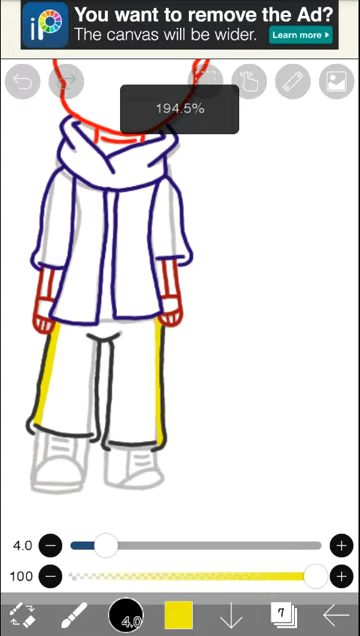 iP
You want to remove the Ad?
The canvas will be wider.
Learn more ►
194.5%
4.0
100
4.0
7